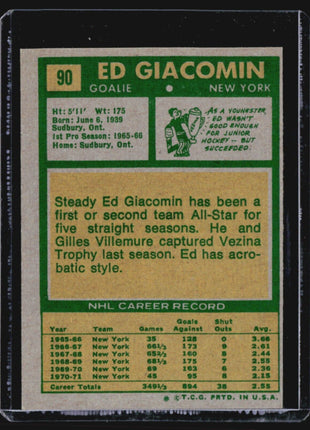 90
ED GIACOMIN
GOALIE • NEW YORK
Ht: 5'11" Wt: 175
Born: June 6, 1939
Sudbury, Ont.
1st Pro Season: 1965-66
Home: Sudbury, Ont.
AS A YOUNGSTER,
ED WASN'T
GOOD ENOUGH
FOR JUNIOR
HOCKEY -- BUT
SUCCEEDED.
Steady Ed Giacomin has been a
first or second team All-Star for
five straight seasons. He and
Gilles Villemure captured Vezina
Trophy last season. Ed has acro-
batic style.
NHL CAREER RECORD
Year Team Games Goals Against Shut Outs Avg.
1965-66 New York 35 128 0 3.66
1966-67 New York 66⅓ 173 9 2.61
1967-68 New York 65⅔ 160 8 2.44
1968-69 New York 68⅓ 175 7 2.55
1969-70 New York 69 163 6 2.36
1970-71 New York 45 95 8 2.11
Career Totals 349⅓ 894 38 2.55
* © T.C.G. PRTD. IN U.S.A.